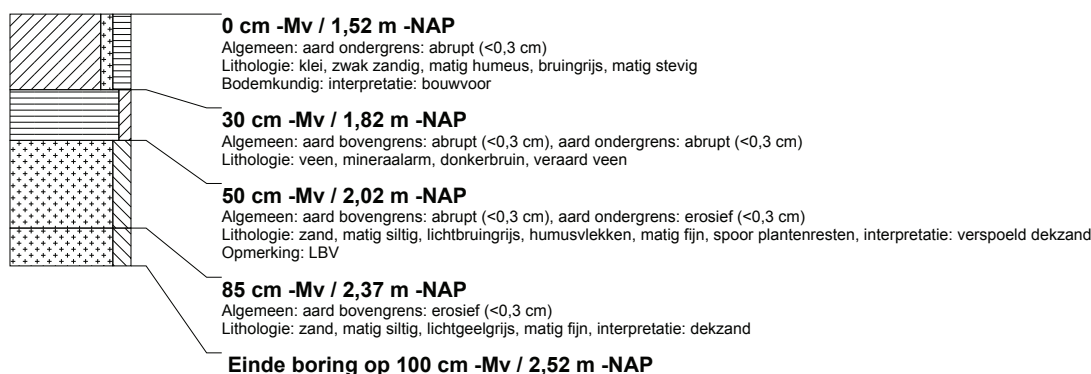 0 cm -Mv / 1,52 m -NAP
Algemeen: aard ondergrens: abrupt (<0,3 cm)
Lithologie: klei, zwak zandig, matig humeus, bruingrijs, matig stevig
Bodemkundig: interpretatie: bouwvoor
30 cm -Mv / 1,82 m -NAP
Algemeen: aard bovengrens: abrupt (<0,3 cm), aard ondergrens: abrupt (<0,3 cm)
Lithologie: veen, mineraalarm, donkerbruin, veraard veen
50 cm -Mv / 2,02 m -NAP
Algemeen: aard bovengrens: abrupt (<0,3 cm), aard ondergrens: erosief (<0,3 cm)
Lithologie: zand, matig siltig, lichtbruingrijs, humusvlekken, matig fijn, spoor plantenresten, interpretatie: verspoeld dekzand
Opmerking: LBV
85 cm -Mv / 2,37 m -NAP
Algemeen: aard bovengrens: erosief (<0,3 cm)
Lithologie: zand, matig siltig, lichtgeelgrijs, matig fijn, interpretatie: dekzand
Einde boring op 100 cm -Mv / 2,52 m -NAP